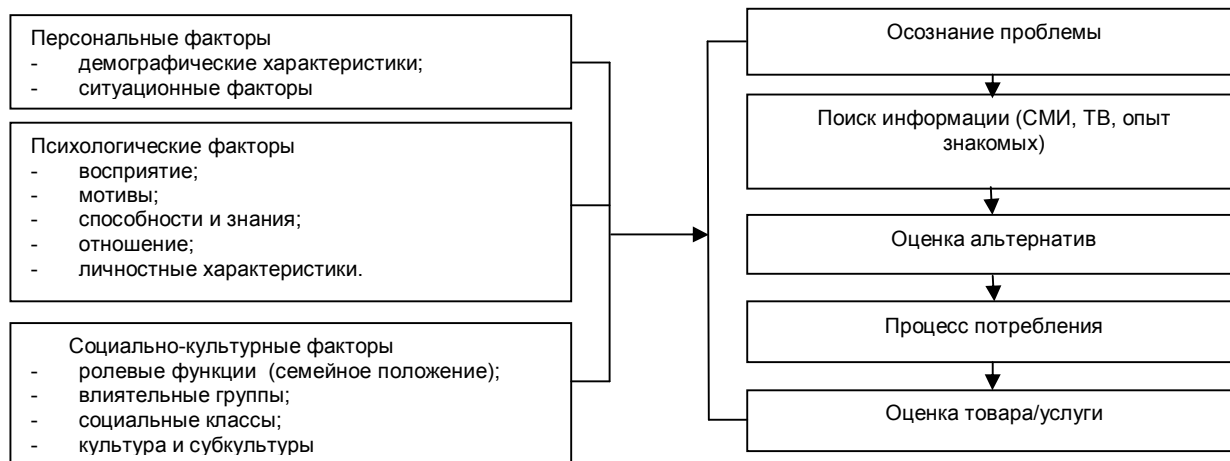 Персональные факторы
- демографические характеристики;
- ситуационные факторы
Психологические факторы
- восприятие;
- мотивы;
- способности и знания;
- отношение;
- личностные характеристики.
Социально-культурные факторы
- ролевые функции (семейное положение);
- влиятельные группы;
- социальные классы;
- культура и субкультуры
Осознание проблемы
Поиск информации (СМИ, ТВ, опыт
знакомых)
Оценка альтернатив
Процесс потребления
Оценка товара/услуги